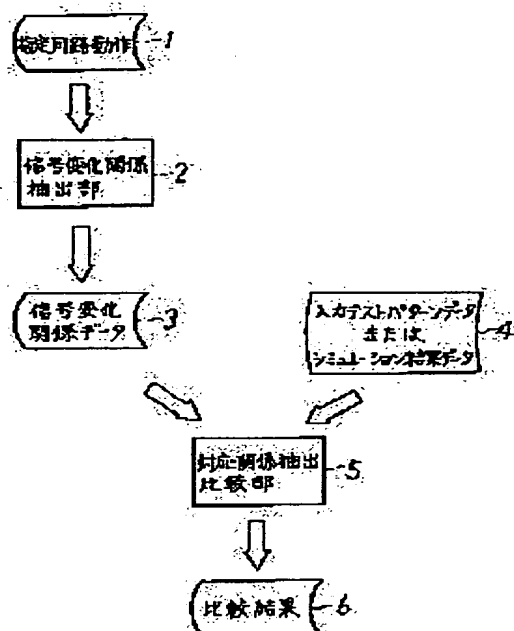 指定回路動作 1
信号変化関係
抽出部 2
信号変化
関係データ 3
入力テストパターンデータ
または 4
シミュレーション結果データ
対応関係抽出
比較部 5
比較結果 6